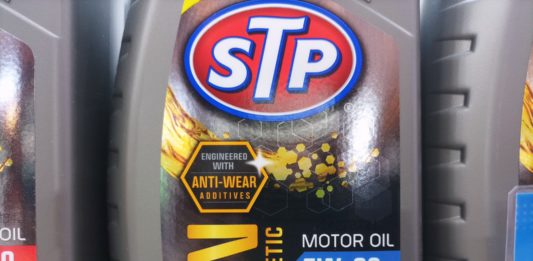 STP
®
ENGINEERED
WITH
ANTI-WEAR
ADDITIVES
MOTOR OIL
OIL